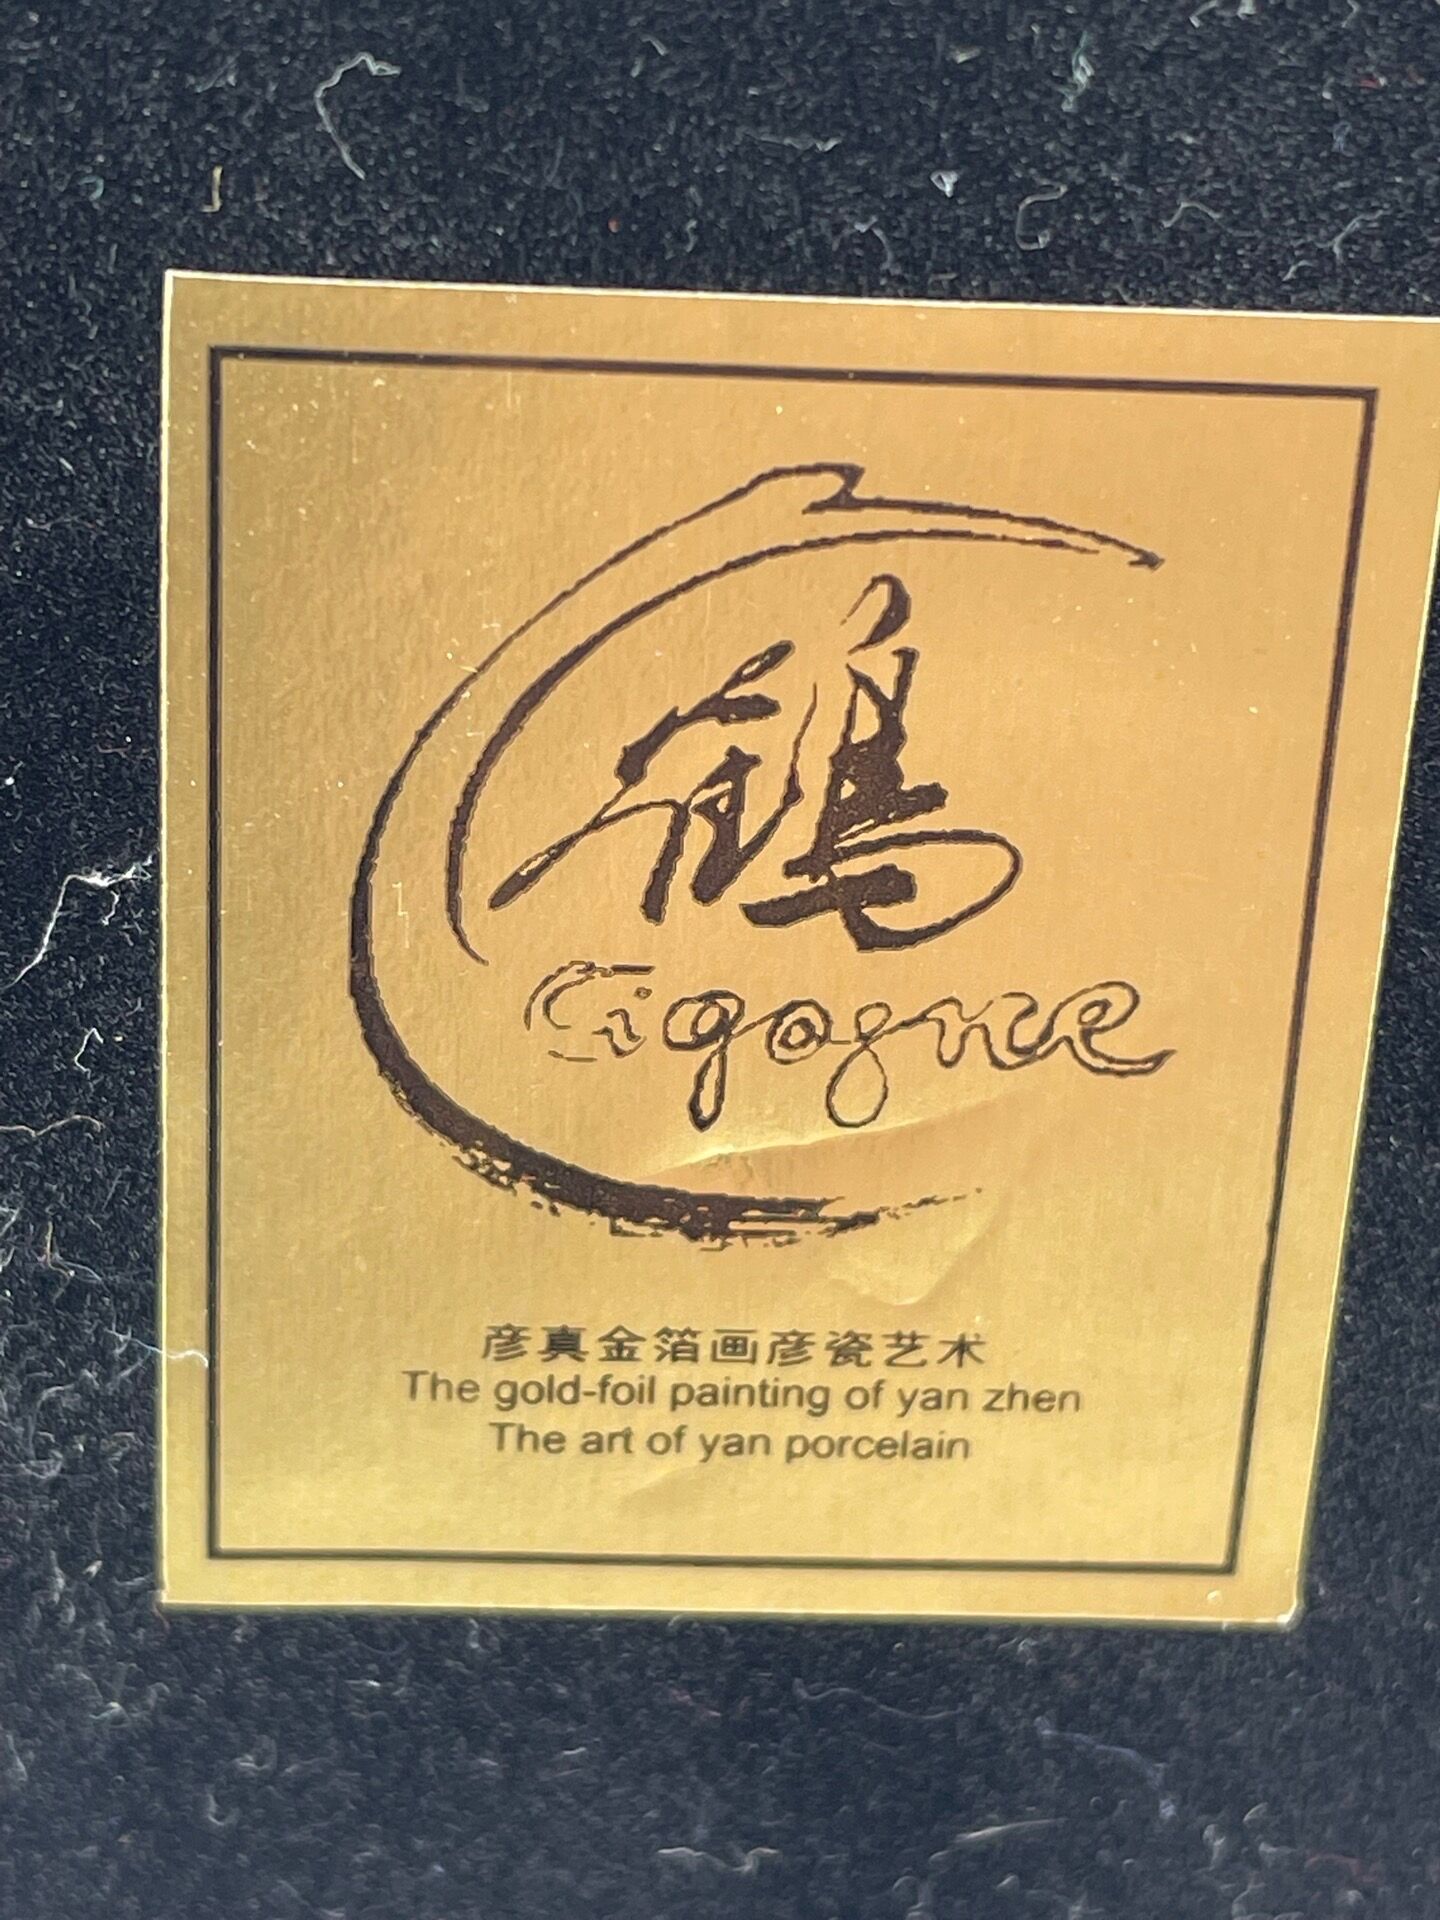 鹤
Cigogne
彦真金箔画彦瓷艺术
The gold-foil painting of yan zhen
The art of yan porcelain